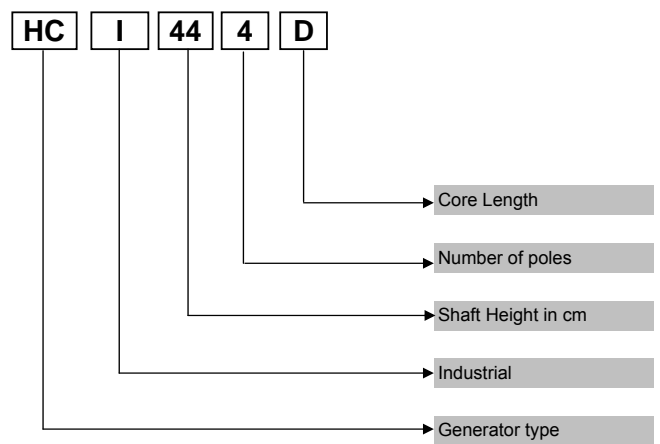 HC I 44 4 D
Core Length
Number of poles
Shaft Height in cm
Industrial
Generator type